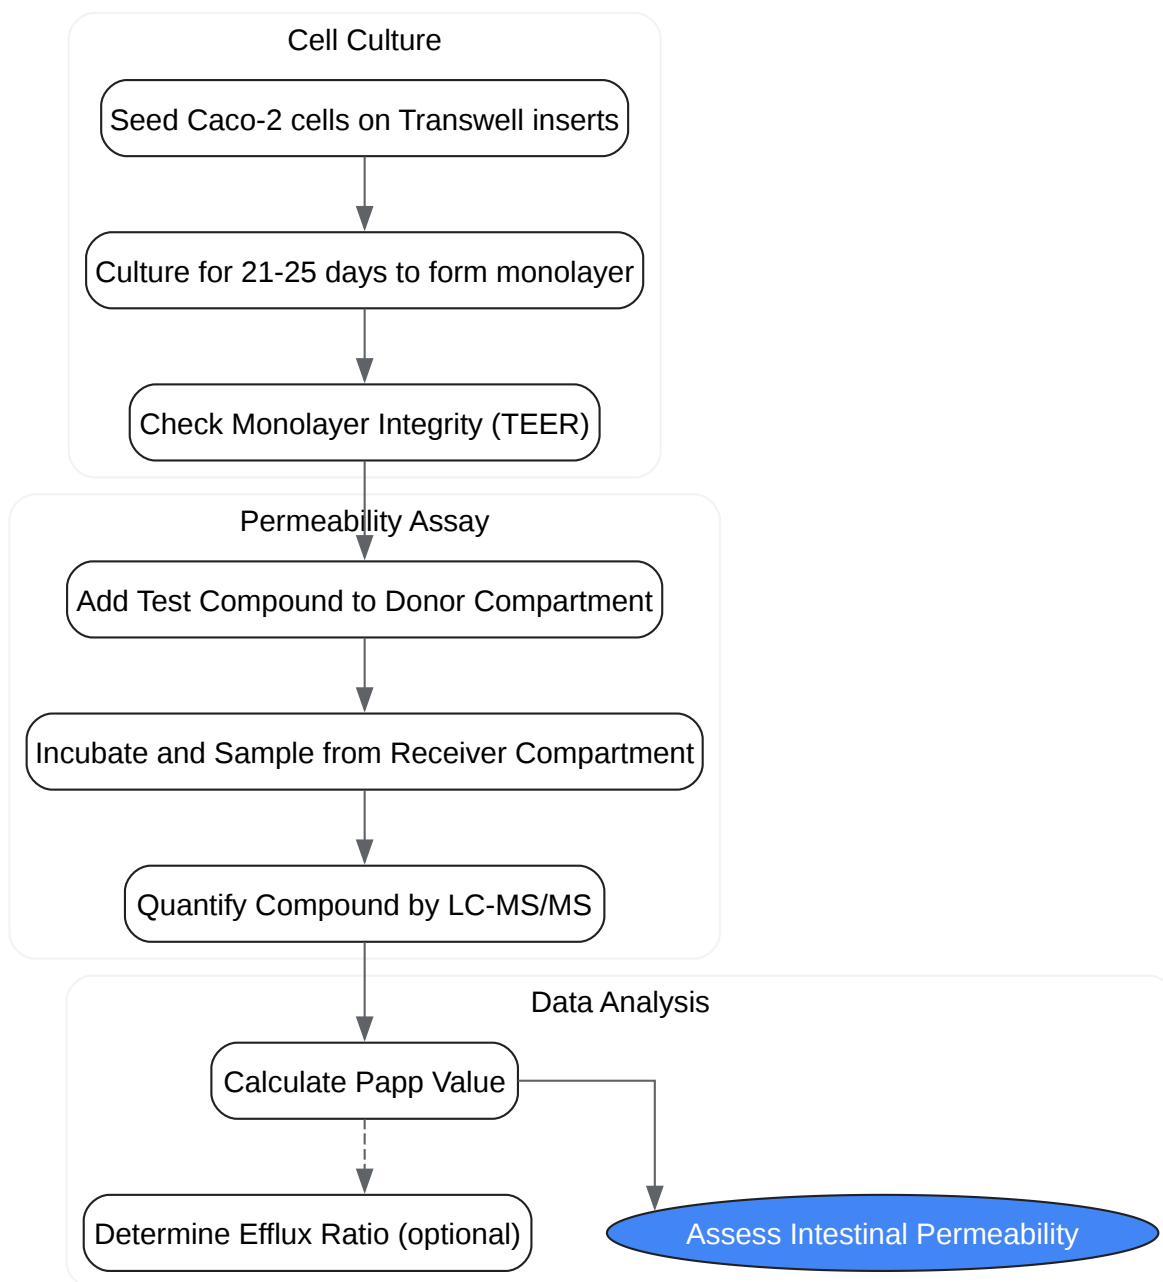 Cell Culture
Seed Caco-2 cells on Transwell inserts
Culture for 21-25 days to form monolayer
Check Monolayer Integrity (TEER)
Permeability Assay
Add Test Compound to Donor Compartment
Incubate and Sample from Receiver Compartment
Quantify Compound by LC-MS/MS
Data Analysis
Calculate Papp Value
Determine Efflux Ratio (optional)
Assess Intestinal Permeability